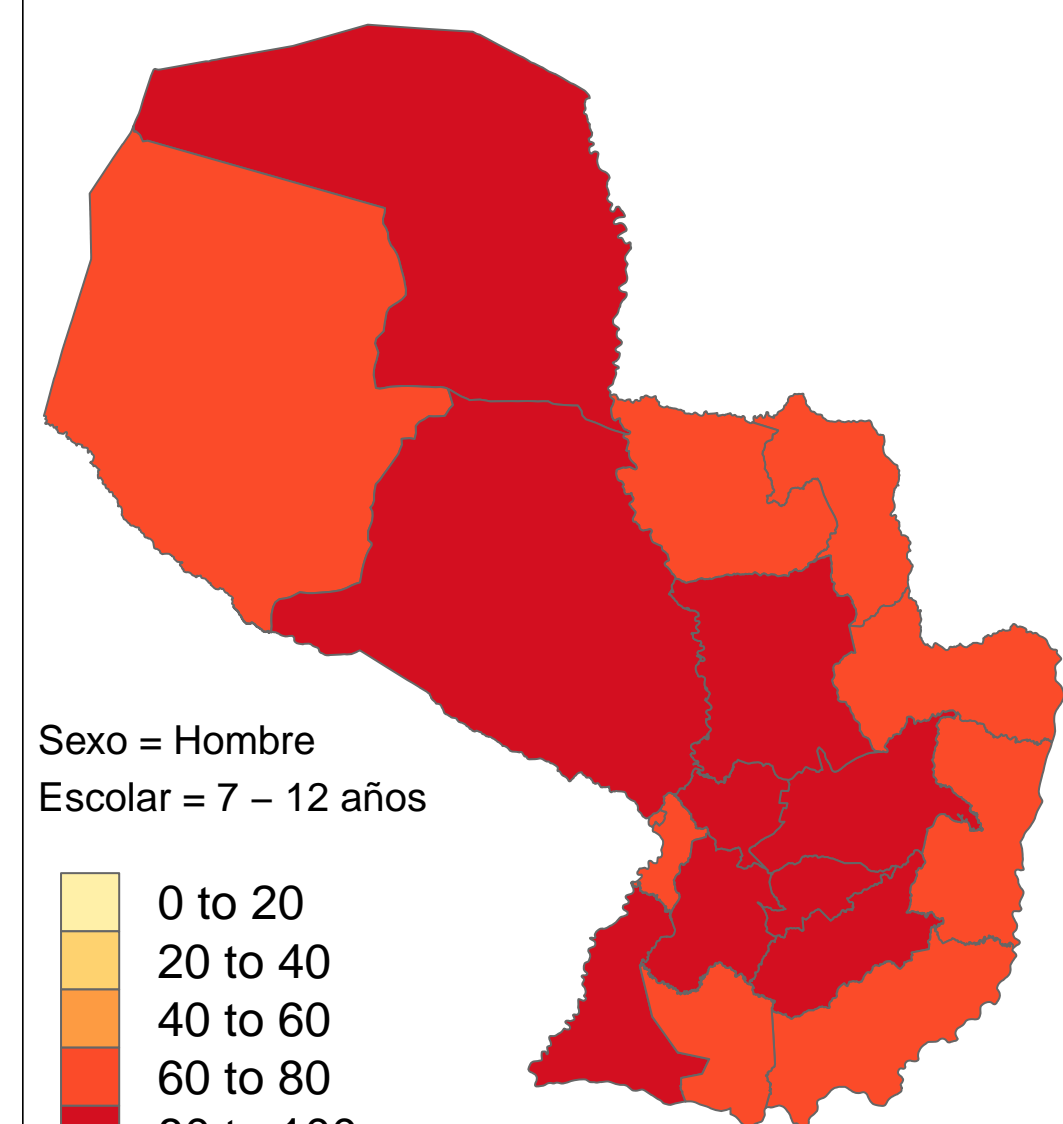 Sexo = Hombre
Escolar = 7 − 12 años
0 to 20
20 to 40
40 to 60
60 to 80